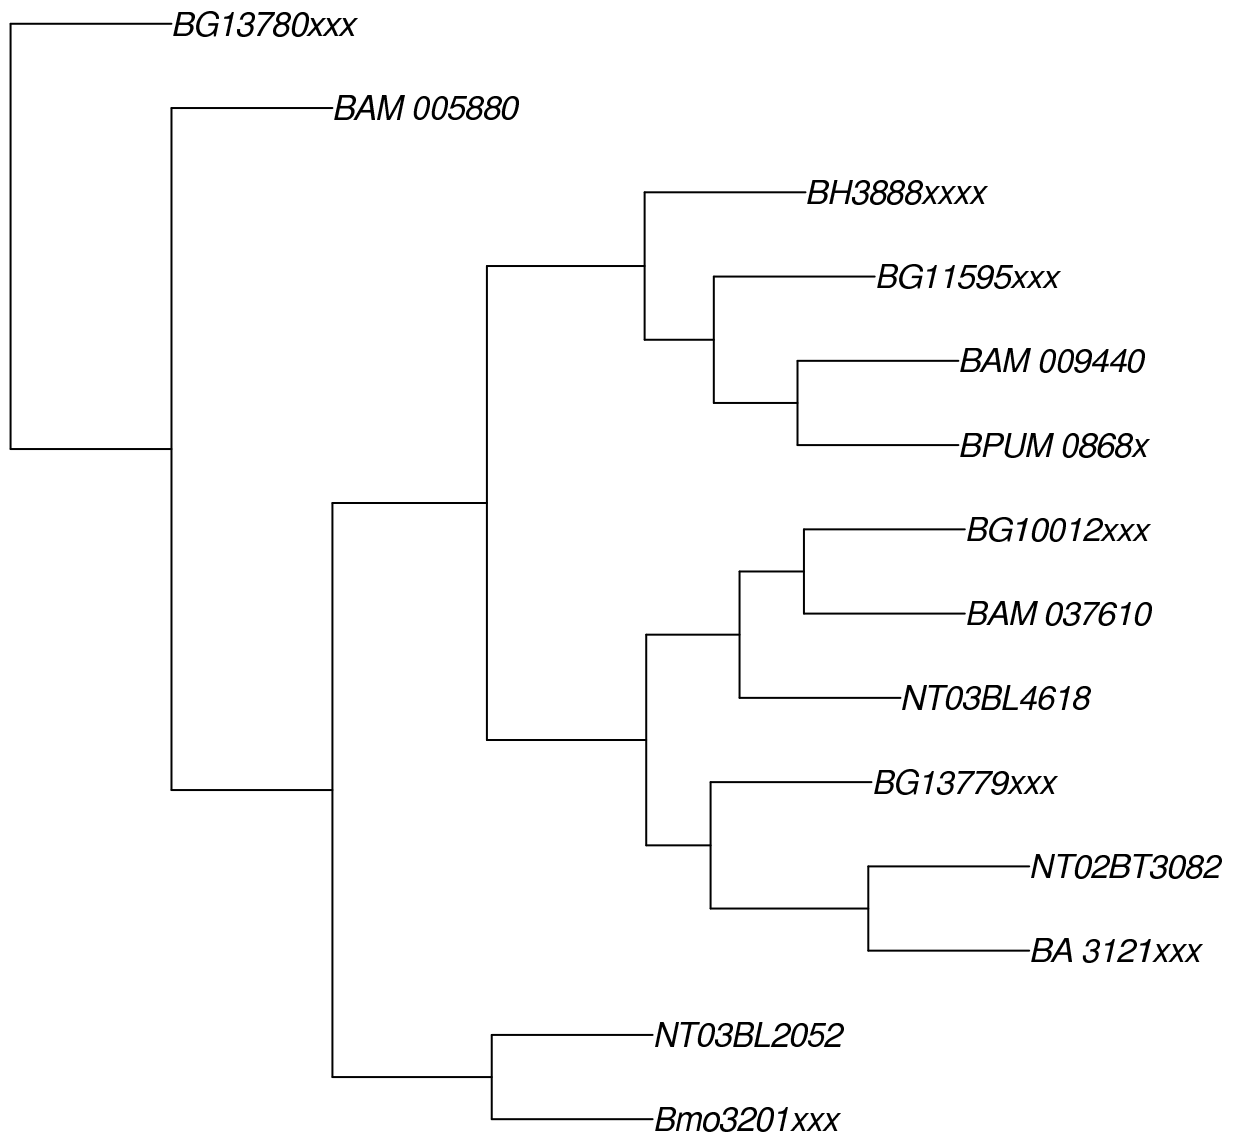 BG13780xxx
BAM 005880
BH3888xxxx
BG11595xxx
BAM 009440
BPUM 0868x
BG10012xxx
BAM 037610
NT03BL4618
BG13779xxx
NT02BT3082
BA 3121xxx
NT03BL2052
Bmo3201xxx